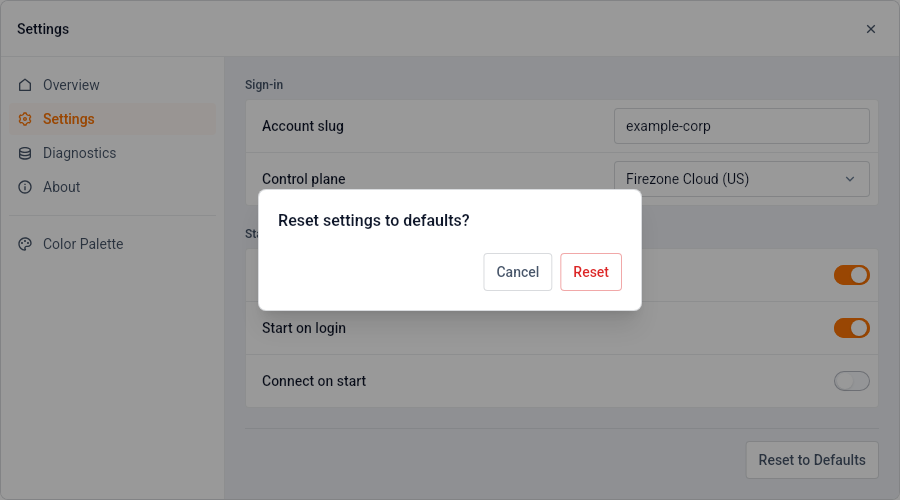 Settings
Overview
Settings
Diagnostics
About
Color Palette
Sign-in
Account slug
example-corp
Control plane
Firezone Cloud (US)
Reset settings to defaults?
Cancel
Reset
Start on login
Connect on start
Reset to Defaults